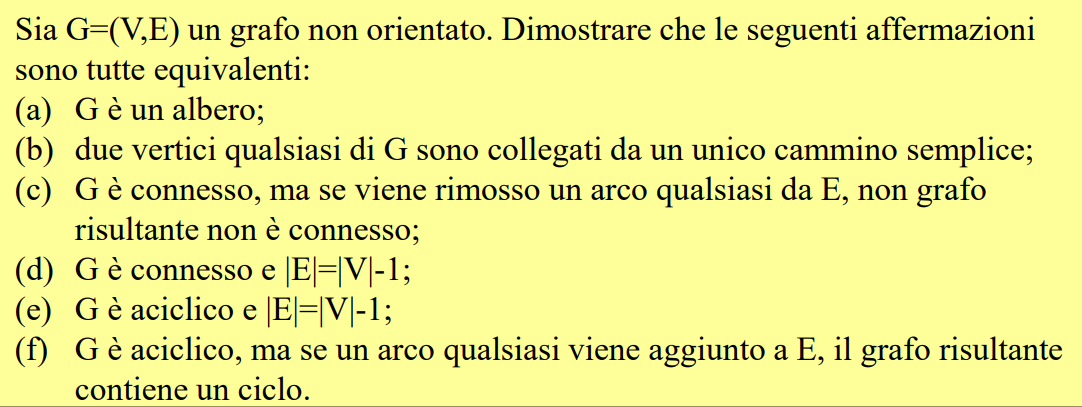 Sia G=(V,E) un grafo non orientato. Dimostrare che le seguenti affermazioni
sono tutte equivalenti:
(a) G è un albero;
(b) due vertici qualsiasi di G sono collegati da un unico cammino semplice;
(c) G è connesso, ma se viene rimosso un arco qualsiasi da E, non grafo
risultante non è connesso;
(d) G è connesso e |E|=|V|-1;
(e) G è aciclico e |E|=|V|-1;
(f) G è aciclico, ma se un arco qualsiasi viene aggiunto a E, il grafo risultante
contiene un ciclo.